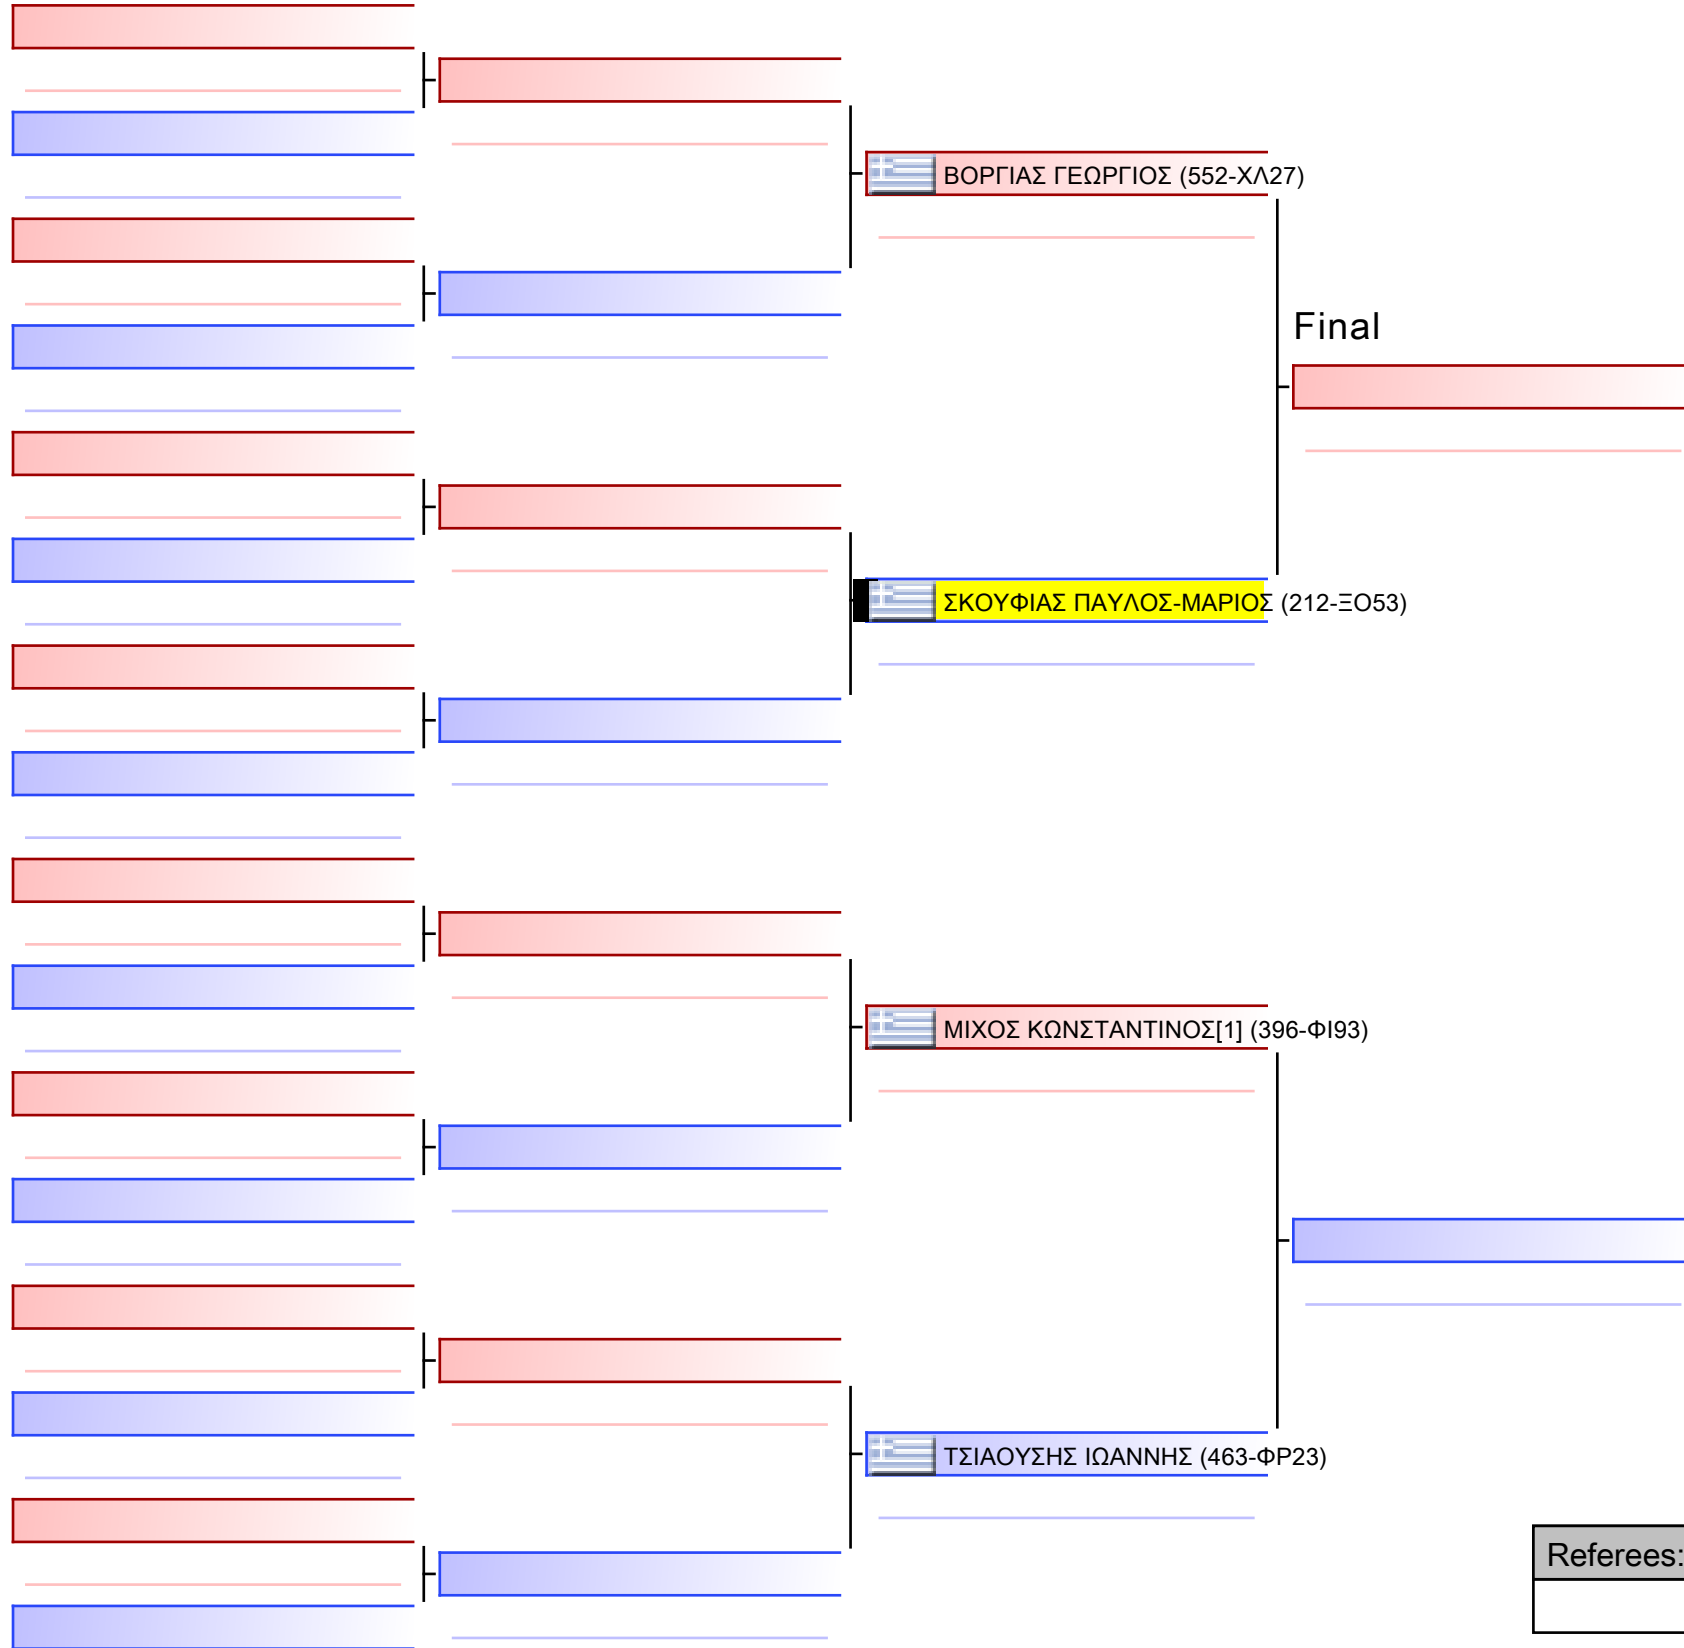 ΒΟΡΓΙΑΣ ΓΕΩΡΓΙΟΣ (552-ΧΛ27)
Final
ΣΚΟΥΦΙΑΣ ΠΑΥΛΟΣ-ΜΑΡΙΟΣ (212-ΞΟ53)
ΜΙΧΟΣ ΚΩΝΣΤΑΝΤΙΝΟΣ[1] (396-ΦΙ93)
ΤΣΙΑΟΥΣΗΣ ΙΩΑΝΝΗΣ (463-ΦΡ23)
Referees: